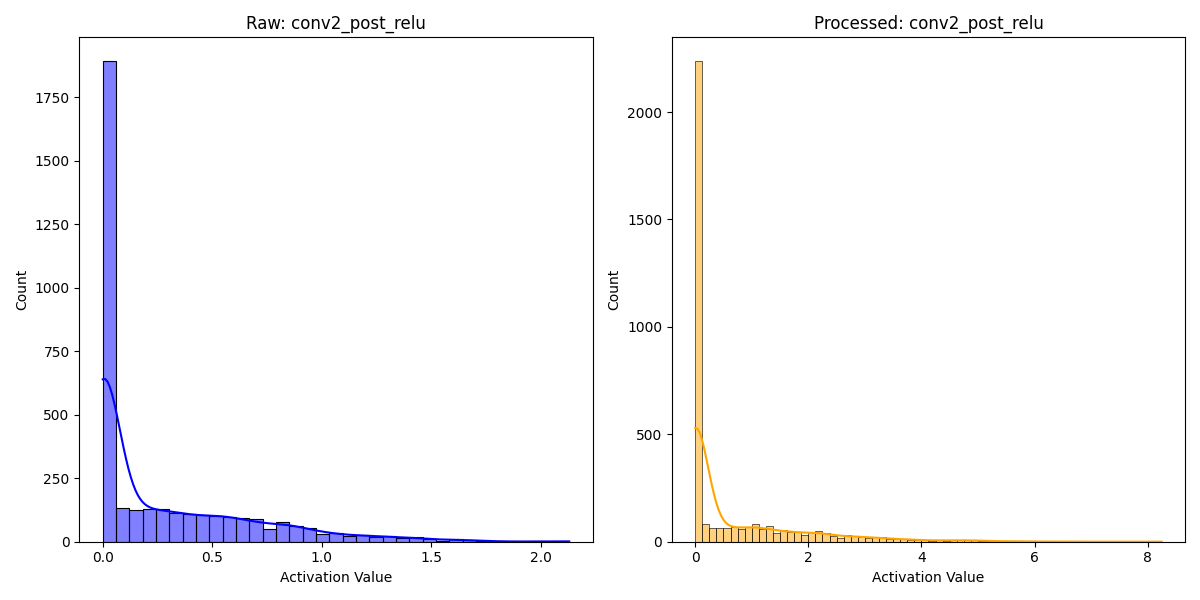 Raw: conv2_post_relu
Count
1750
1500
1250
1000
750
500
250
0
0.0 0.5 1.0 1.5 2.0
Activation Value
Processed: conv2_post_relu
Count
2000
1500
1000
500
0
0 2 4 6 8
Activation Value